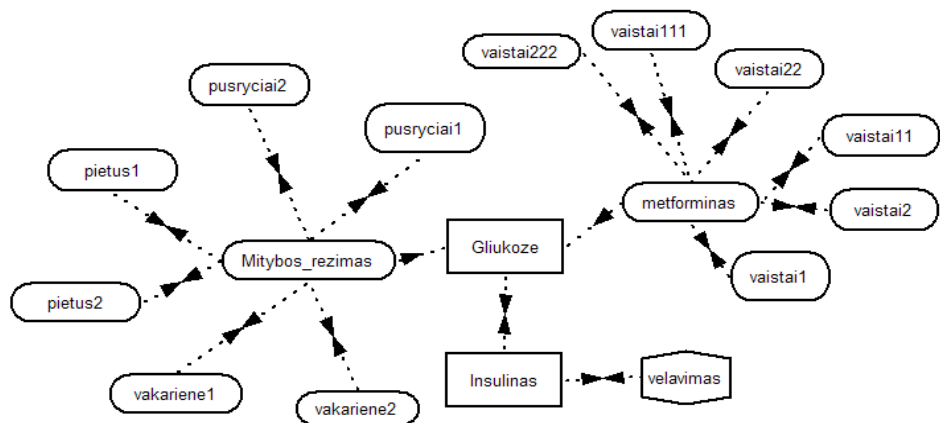 vaistai111
vaistai222
vaistai22
pusryciai2
pusryciai1
vaistai11
pietus1
metforminas
vaistai2
Gliukoze
Mitybos_rezimas
vaistai1
pietus2
Insulinas
velavimas
vakariene1
vakariene2